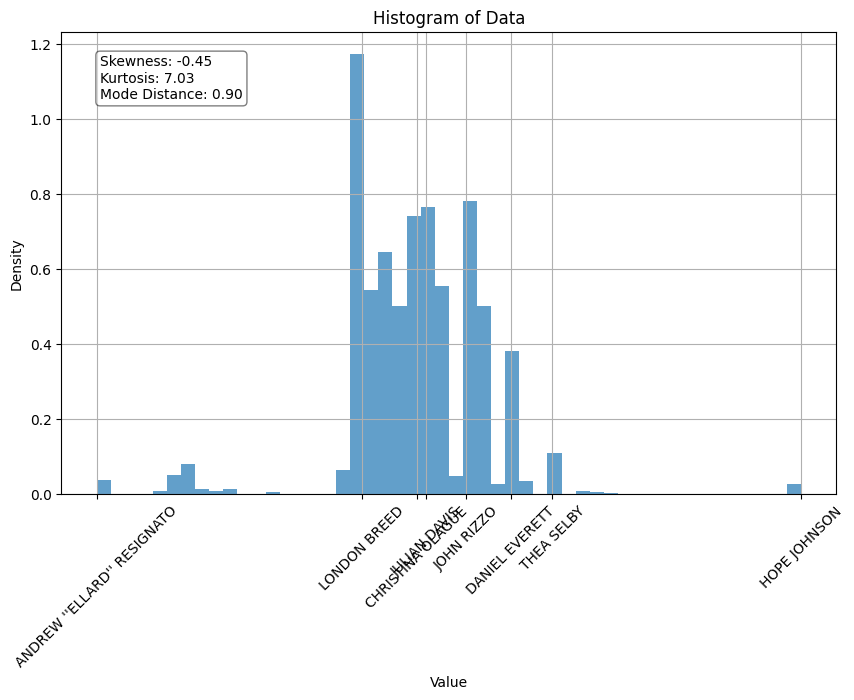 Histogram of Data
Skewness: -0.45
Kurtosis: 7.03
Mode Distance: 0.90
Density
1.2
1.0
0.8
0.6
0.4
0.2
0.0
ANDREW "ELLARD" RESIGNATO
LONDON BREED
JULIAN DAVIS
CHRISTINA OLAGUE
JOHN RIZZO
DANIEL EVERETT
THEA SELBY
HOPE JOHNSON
Value